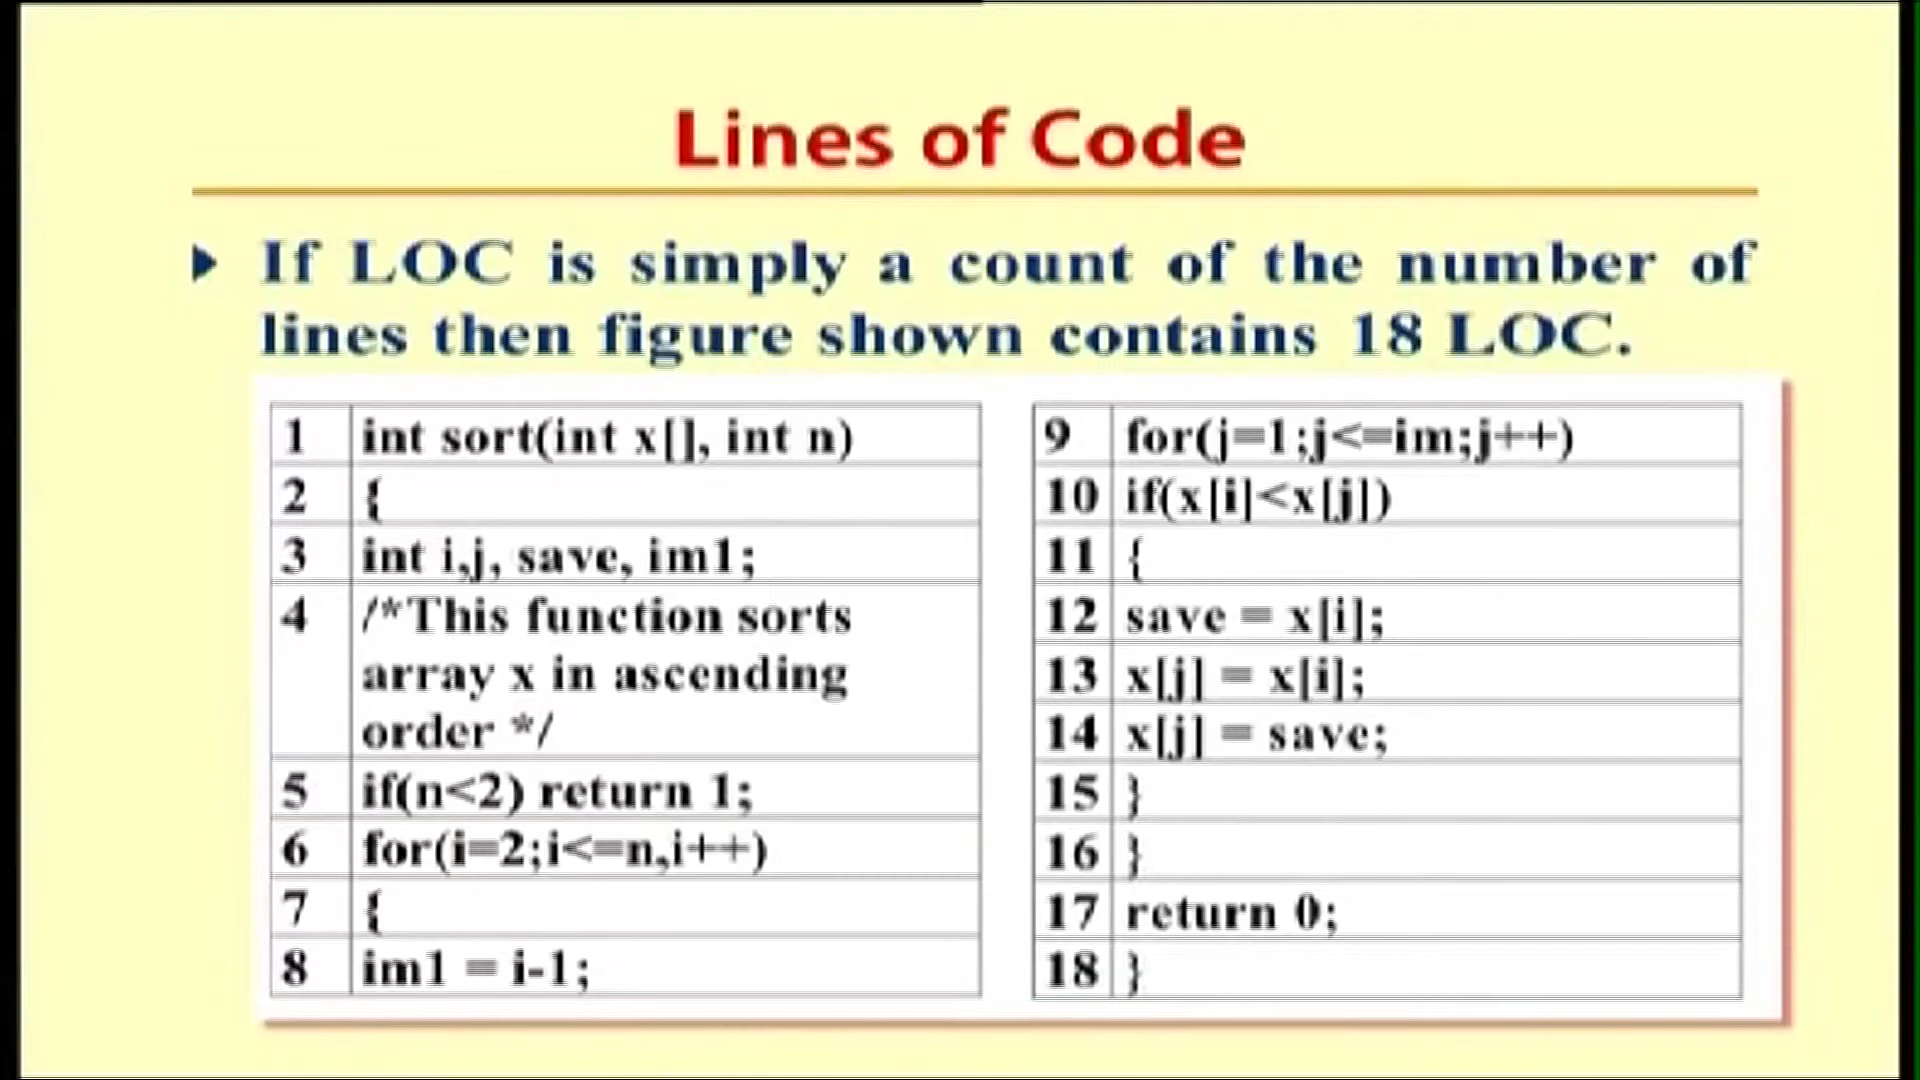 Lines of Code
If LOC is simply a count of the number of
lines then figure shown contains 18 LOC.
1 int sort(int x[], int n)
2 {
3 int i,j, save, im1;
4 /*This function sorts
array x in ascending
order */
5 if(n<2) return 1;
6 for(i=2;i<=n,i++)
7 {
8 im1 = i-1;
9 for(j=1;j<=im;j++)
10 if(x[i]<x[j])
11 {
12 save = x[i];
13 x[j] = x[i];
14 x[j] = save;
15 }
16 }
17 return 0;
18 }